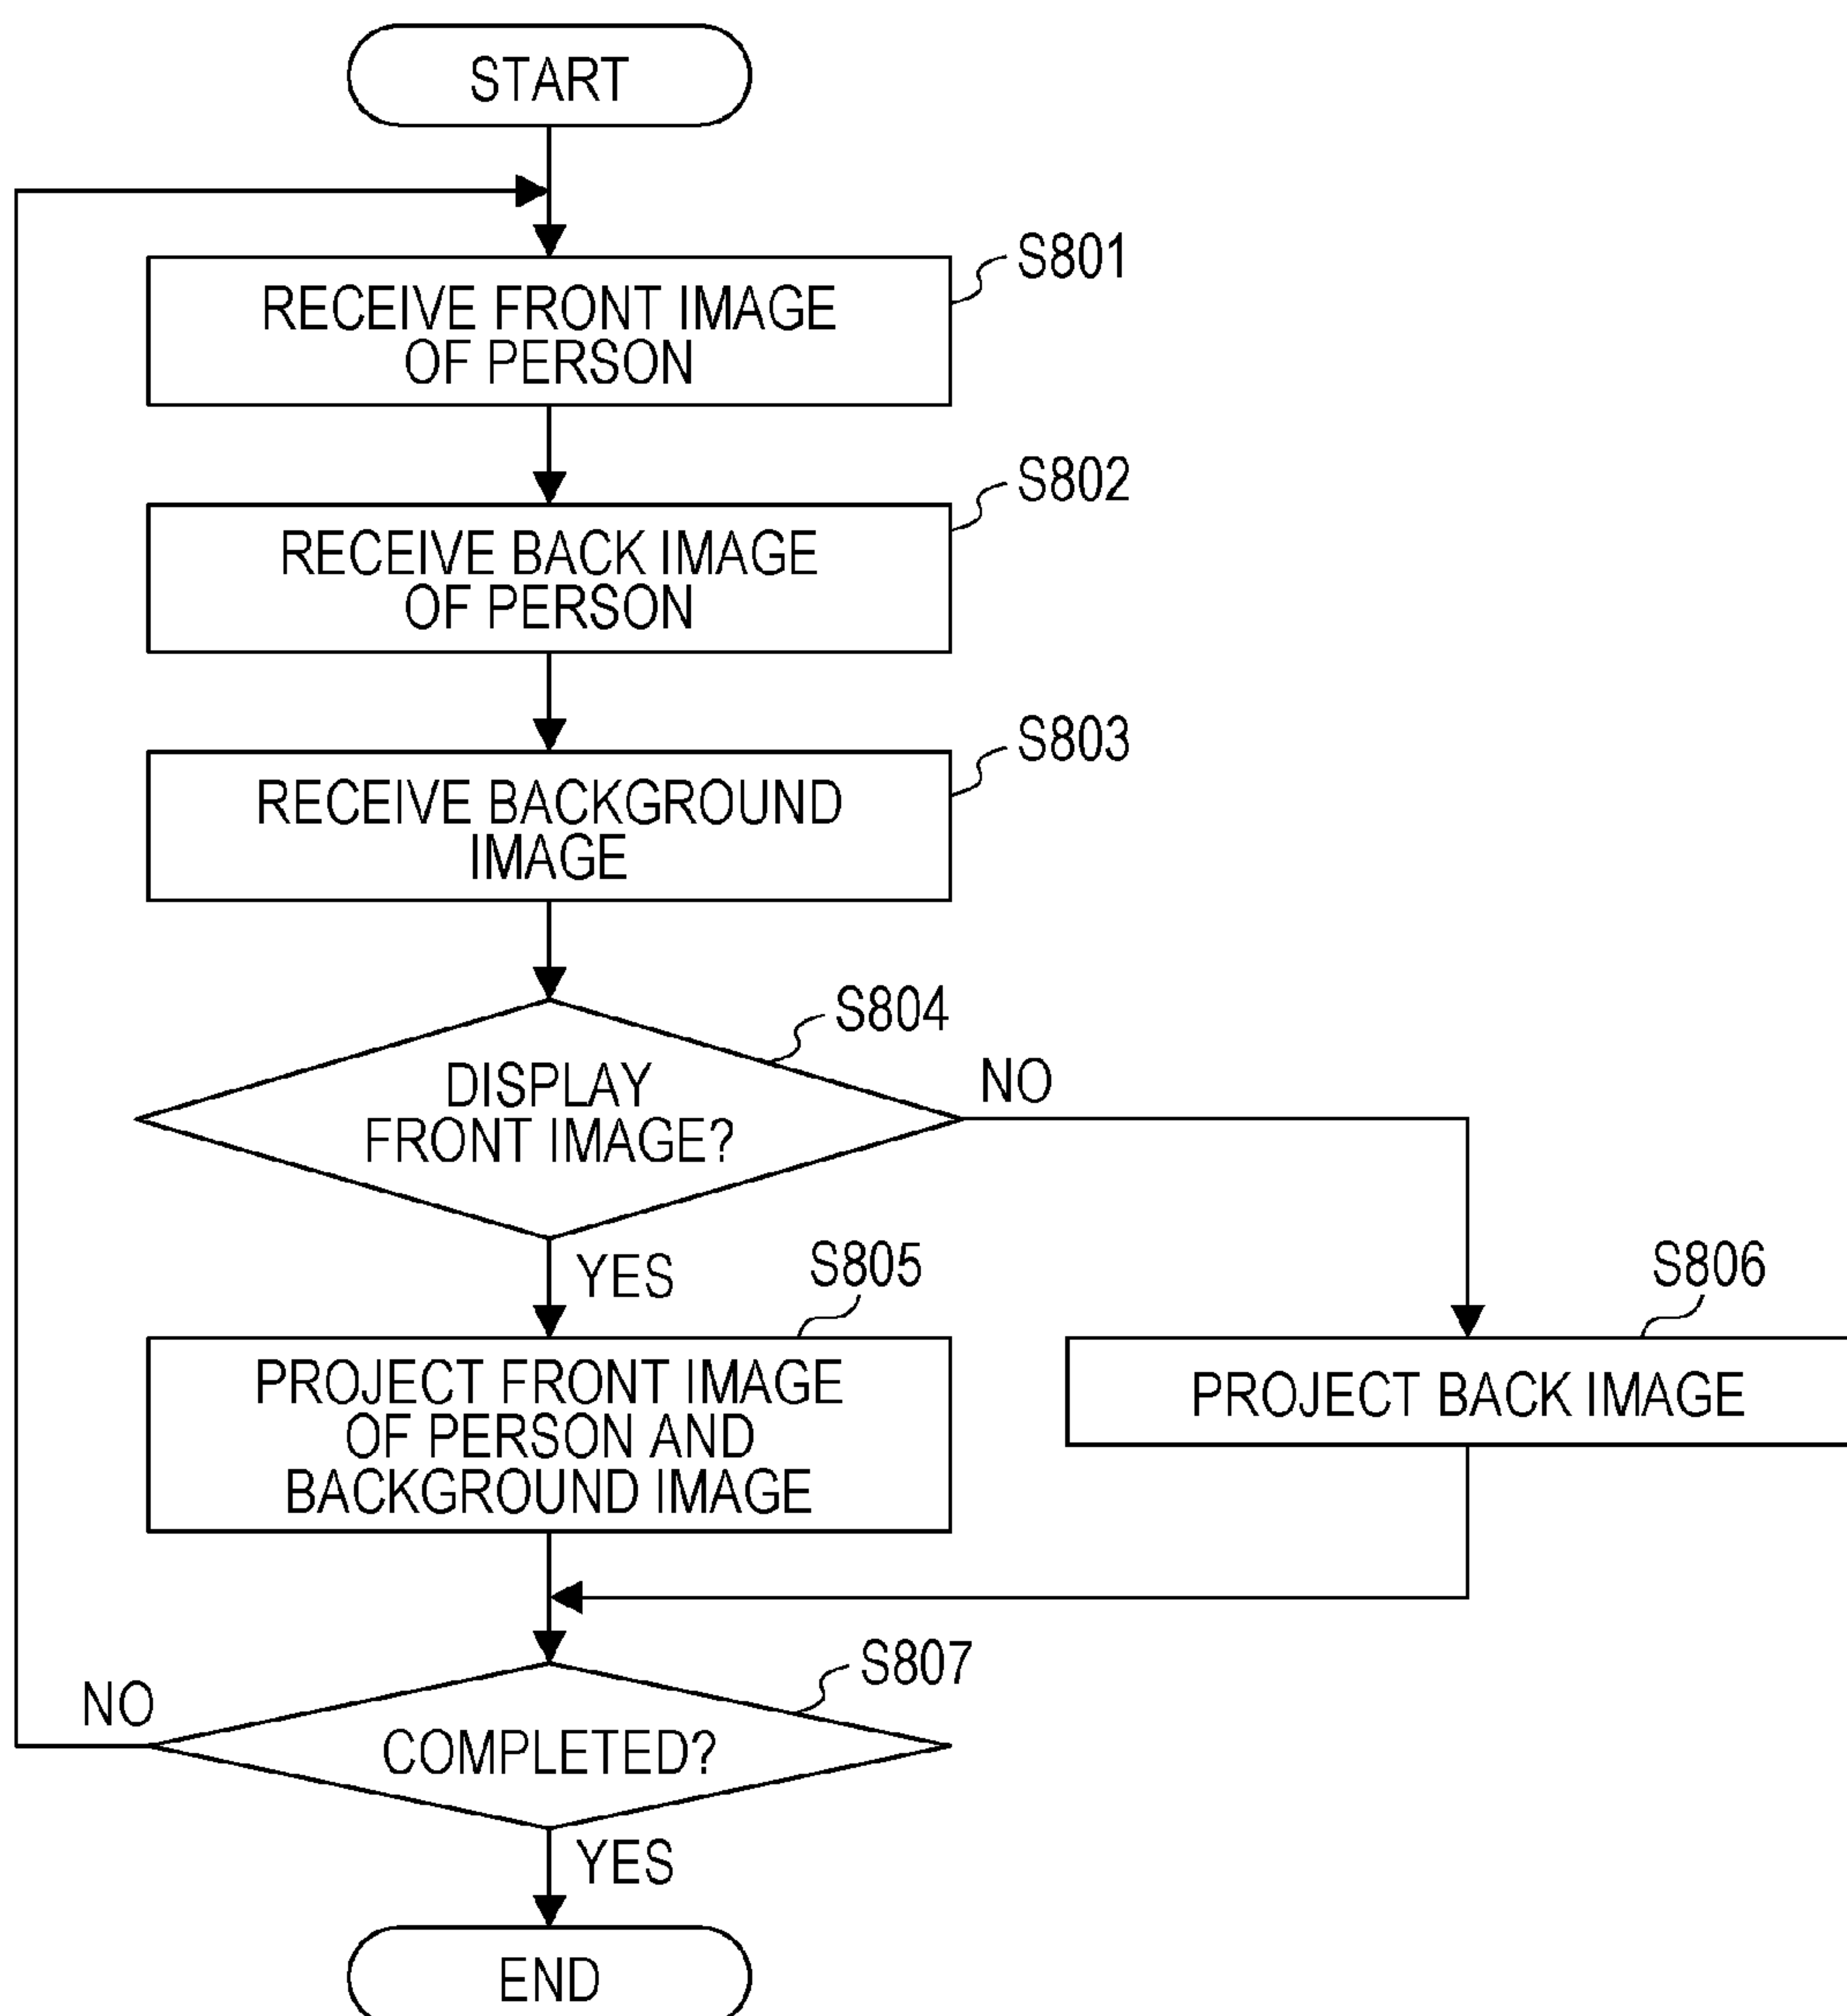 START
S801
RECEIVE FRONT IMAGE
OF PERSON
S802
RECEIVE BACK IMAGE
OF PERSON
S803
RECEIVE BACKGROUND
IMAGE
S804
DISPLAY
FRONT IMAGE?
NO
YES
S805
PROJECT FRONT IMAGE
OF PERSON AND
BACKGROUND IMAGE
S806
PROJECT BACK IMAGE
S807
COMPLETED?
NO
YES
END